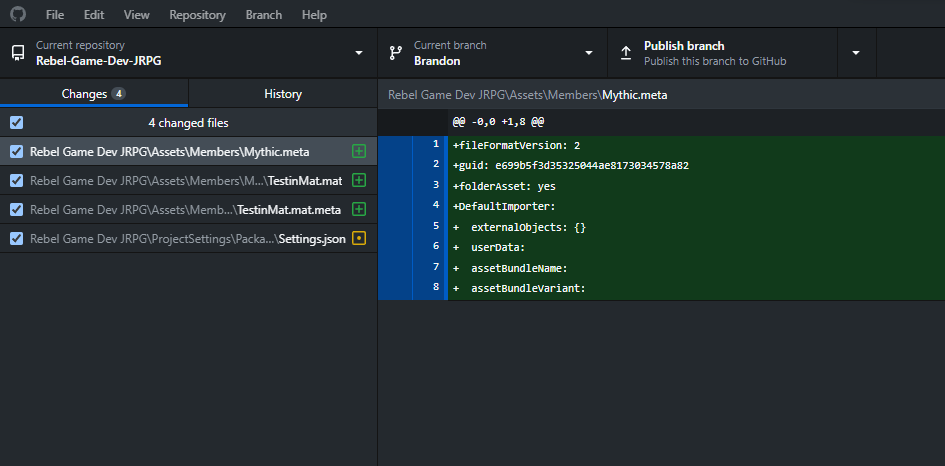 File Edit View Repository Branch Help
Current repository
Rebel-Game-Dev-JRPG
Current branch
Brandon
Publish branch
Publish this branch to GitHub
Changes 4
History
4 changed files
Rebel Game Dev JRPG\Assets\Members\Mythic.meta
Rebel Game Dev JRPG\Assets\Members\M...\TestinMat.mat
Rebel Game Dev JRPG\Assets\Memb...\TestinMat.mat.meta
Rebel Game Dev JRPG\ProjectSettings\Packa...\Settings.json
Rebel Game Dev JRPG\Assets\Members\Mythic.meta
@@ -0,0 +1,8 @@
1 +fileFormatVersion: 2
2 +guid: e699b5f3d35325044ae8173034578a82
3 +folderAsset: yes
4 +DefaultImporter:
5 +  externalObjects: {}
6 +  userData:
7 +  assetBundleName:
8 +  assetBundleVariant: